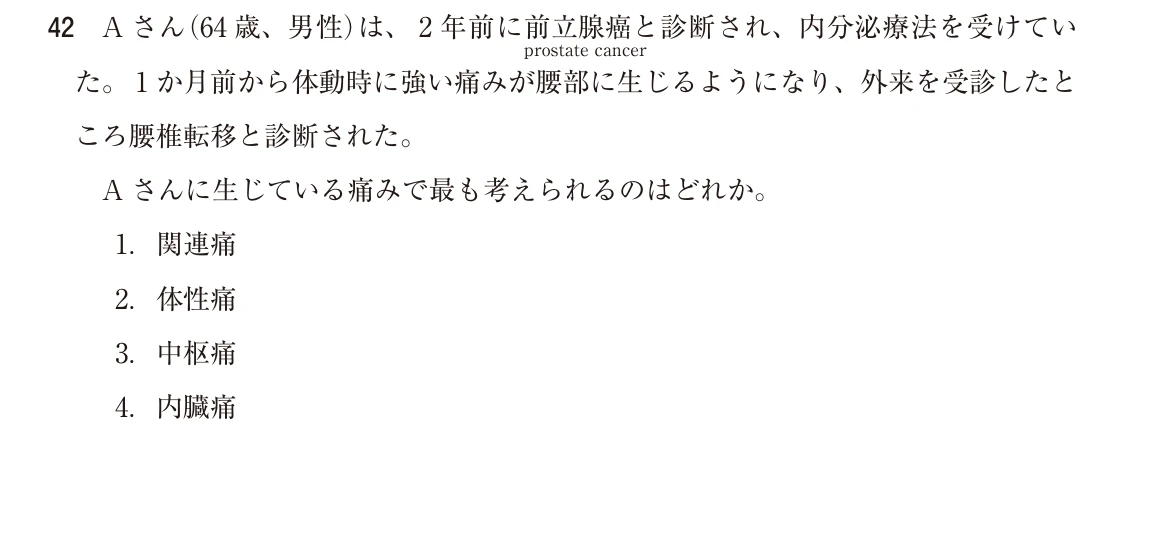 42 Aさん(64歳、男性)は、2年前に前立腺癌と診断され、内分泌療法を受けてい
prostate cancer
た。1か月前から体動時に強い痛みが腰部に生じるようになり、外来を受診したと
ころ腰椎転移と診断された。
Aさんに生じている痛みで最も考えられるのはどれか。
1. 関連痛
2. 体性痛
3. 中枢痛
4. 内臓痛